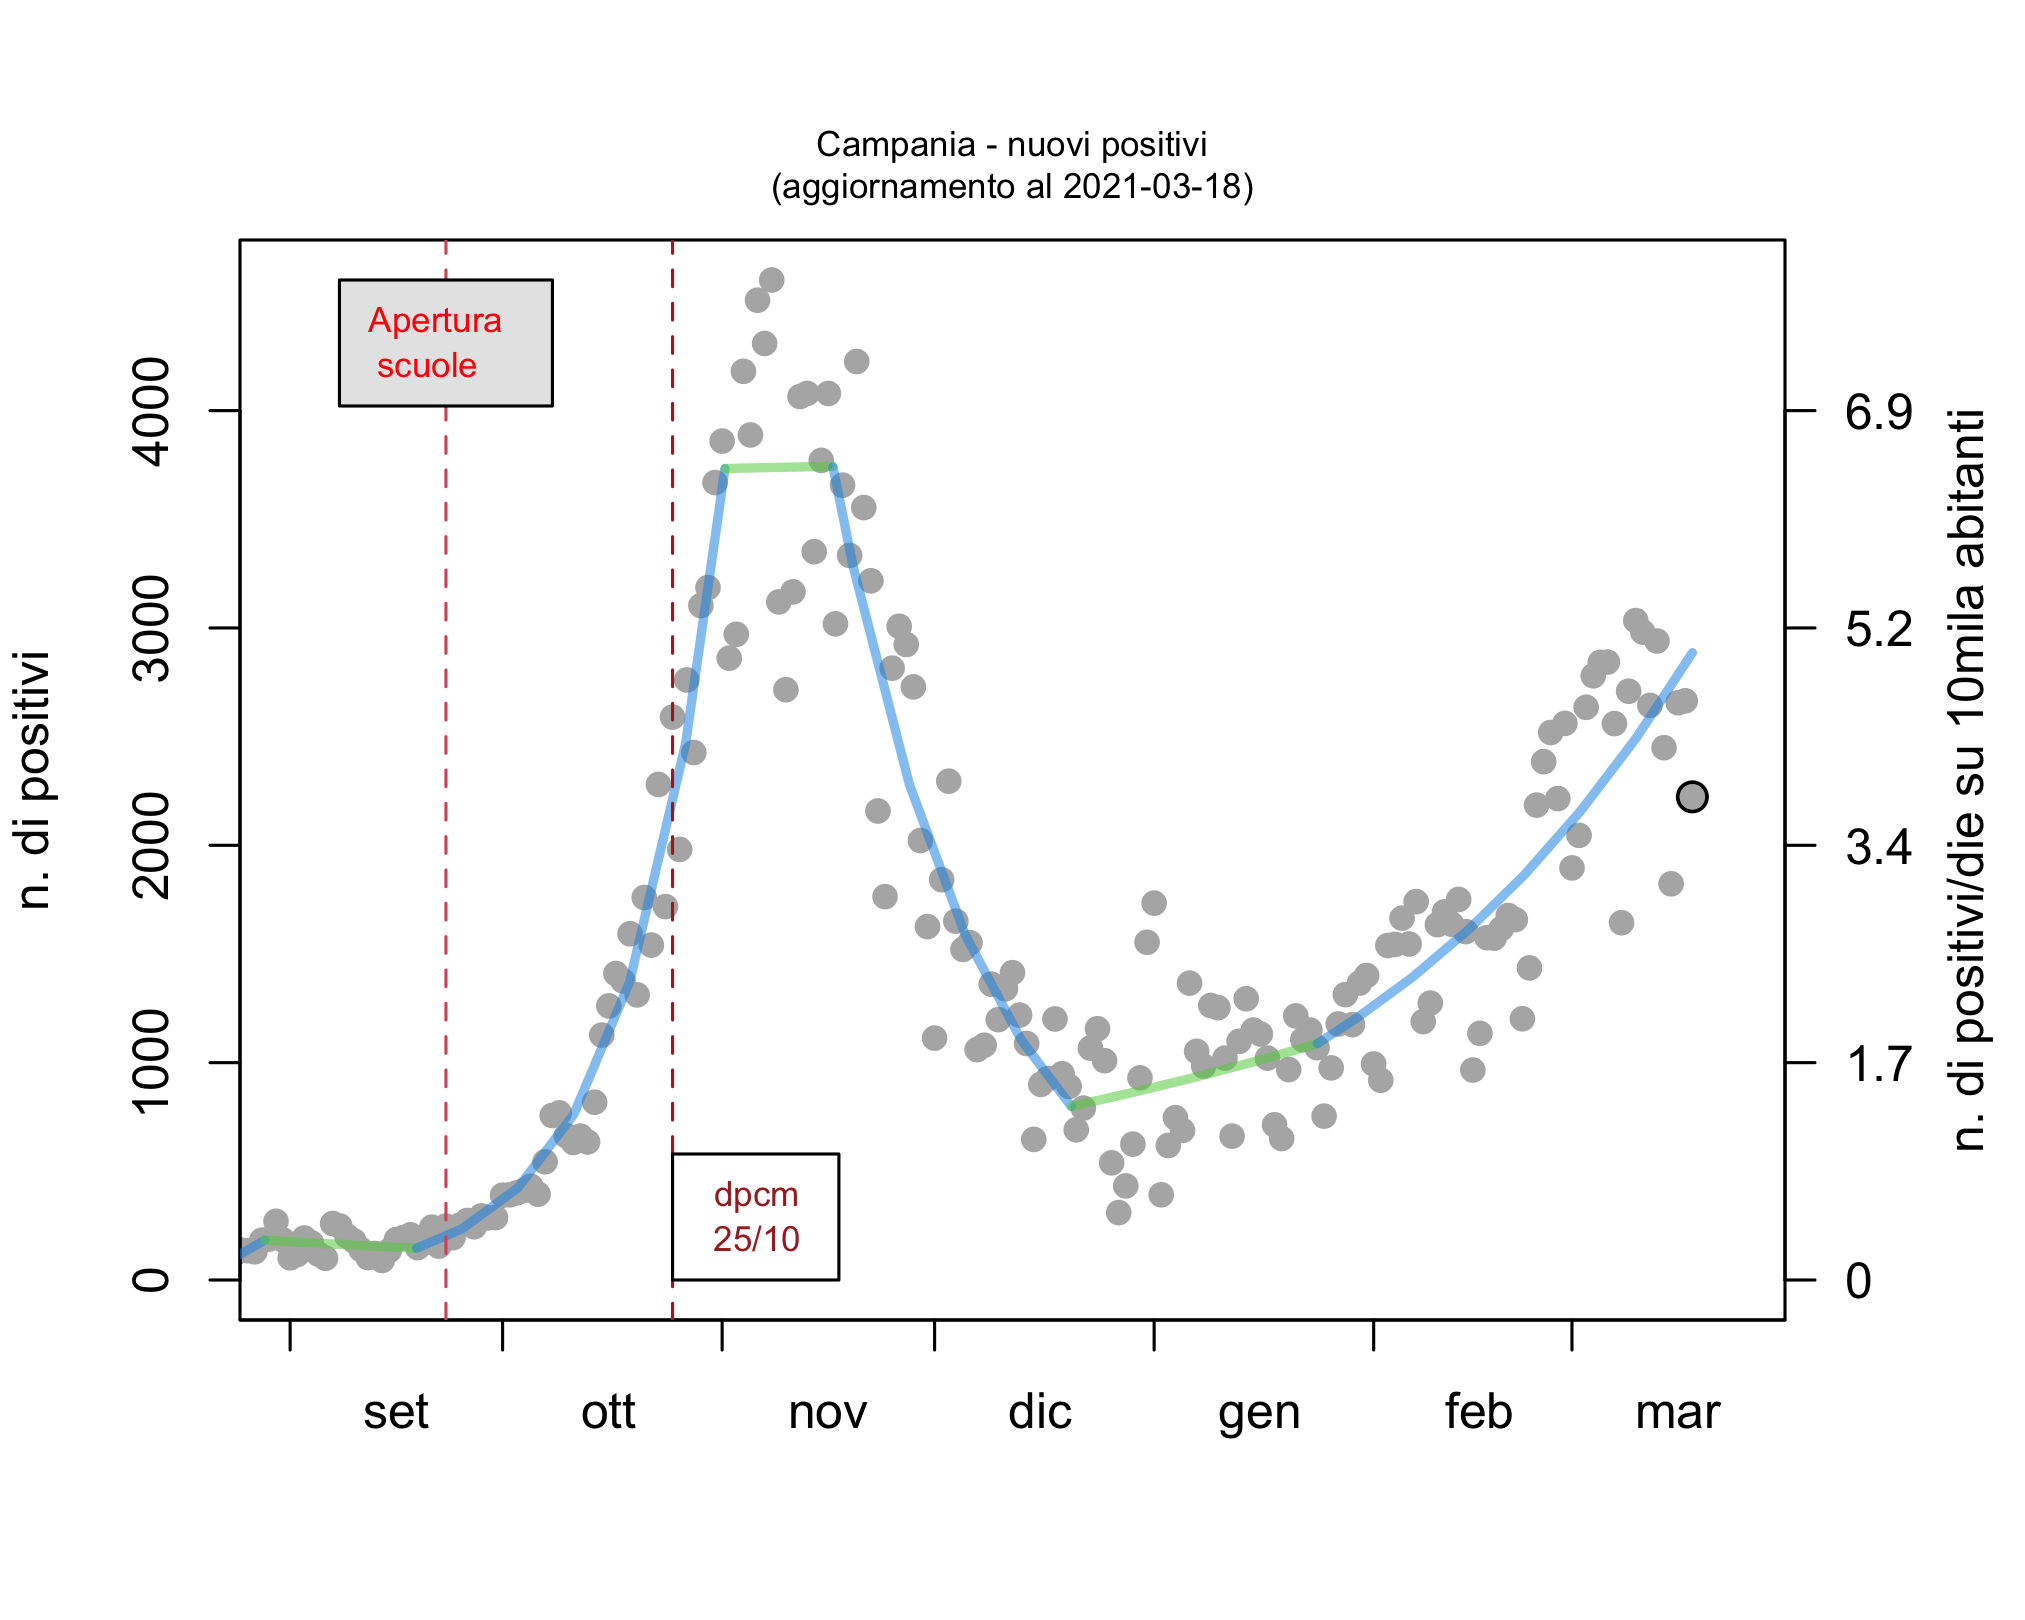 Campania - nuovi positivi
(aggiornamento al 2021-03-18)
Apertura
scuole
dpcm
25/10
n. di positivi
4000
3000
2000
1000
0
6.9
5.2
3.4
1.7
0
n. di positivi/die su 10mila abitanti
set ott nov dic gen feb mar